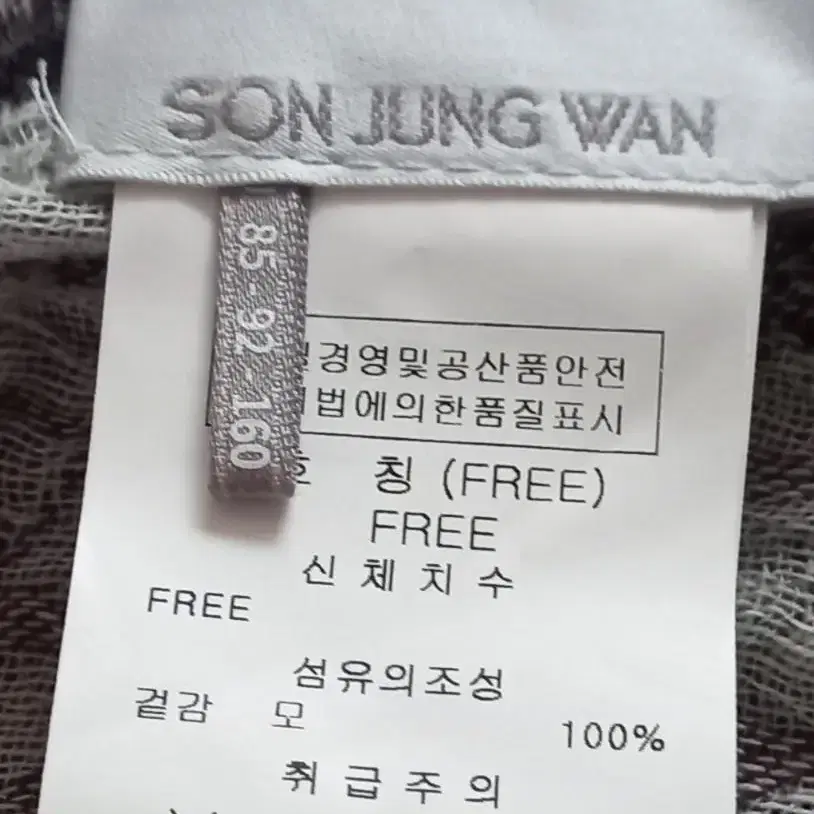 SON JUNG WAN
85-92-160
경영및공산품안전
법에의한품질표시
칭 (FREE)
FREE
신체치수
FREE
섬유의조성
겉감 모 100%
취급주의